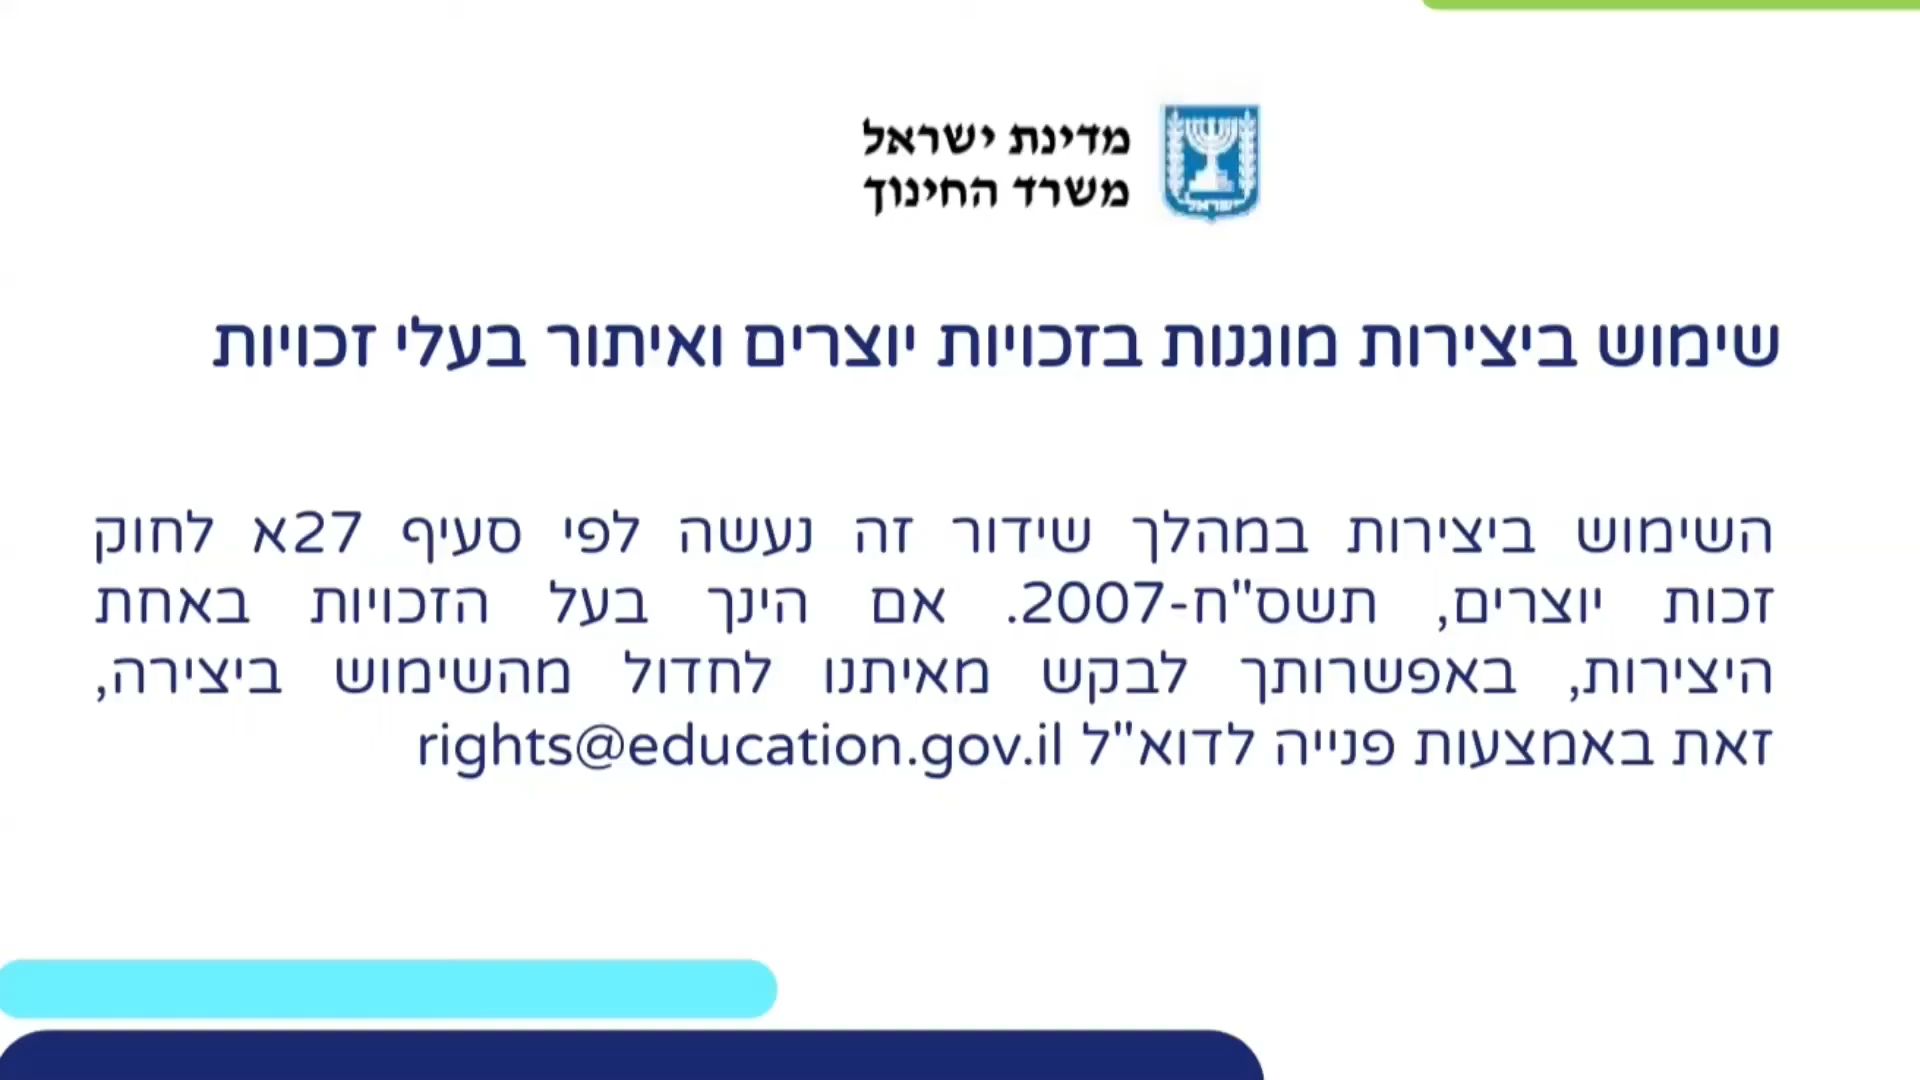 מדינת ישראל
משרד החינוך
ישראל
שימוש ביצירות מוגנות בזכויות יוצרים ואיתור בעלי זכויות
השימוש ביצירות במהלך שידור זה נעשה לפי סעיף 27א לחוק
זכות יוצרים, תשס"ח-2007. אם הינך בעל הזכויות באחת
היצירות, באפשרותך לבקש מאיתנו לחדול מהשימוש ביצירה,
זאת באמצעות פנייה לדוא"ל rights@education.gov.il